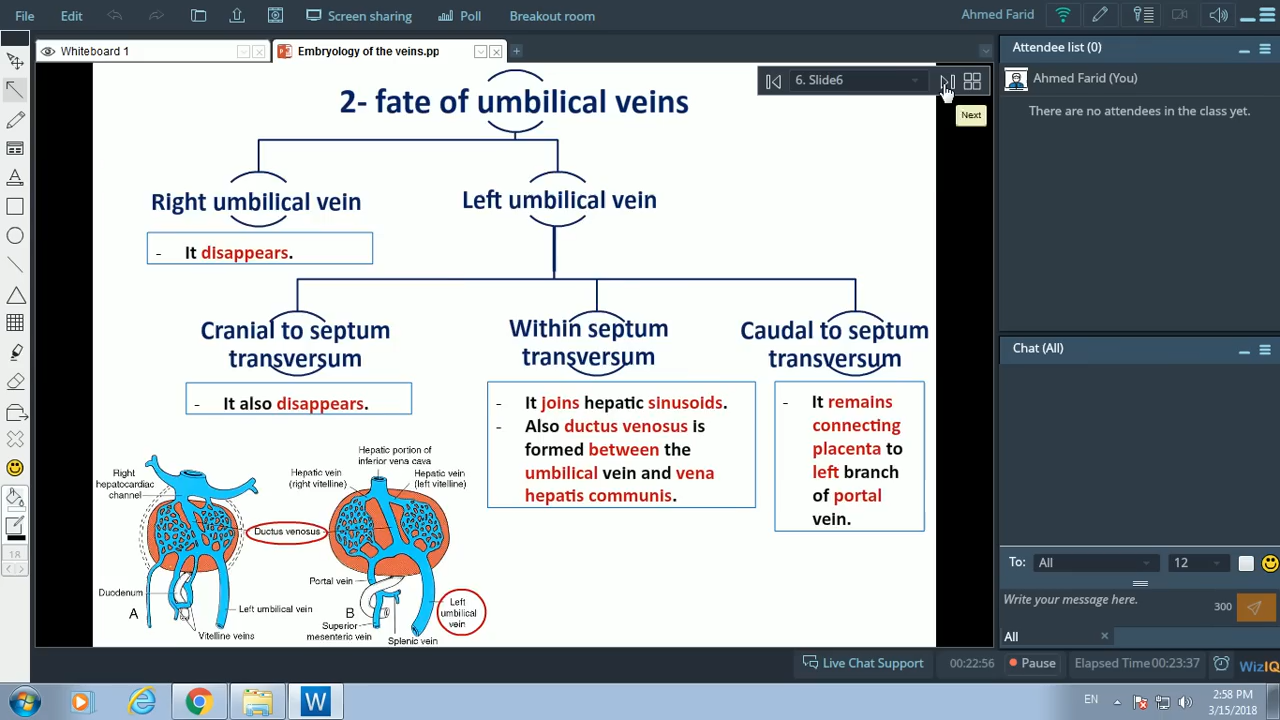 File
Edit
Screen sharing
Poll
Breakout room
Ahmed Farid
Whiteboard 1
Embryology of the veins.pp
6. Slide6
Next
2- fate of umbilical veins
Right umbilical vein
Left umbilical vein
- It disappears.
Cranial to septum
transversum
Within septum
transversum
Caudal to septum
transversum
- It also disappears.
- It joins hepatic sinusoids.
- Also ductus venosus is
formed between the
umbilical vein and vena
hepatis communis.
- It remains
connecting
placenta to
left branch
of portal
vein.
Right
hepatocardiac
channel
Hepatic portion of
inferior vena cava
Hepatic vein
(right vitelline)
Hepatic vein
(left vitelline)
Ductus venosus
Duodenum
A
Left umbilical vein
Vitelline veins
Portal vein
B
Left
umbilical
vein
Superior
mesenteric vein
Splenic vein
Attendee list (0)
Ahmed Farid (You)
There are no attendees in the class yet.
Chat (All)
To:
All
12
Write your message here.
300
All
Live Chat Support
00:22:56
Pause
Elapsed Time 00:23:37
WizIQ
18
EN
2:58 PM
3/15/2018